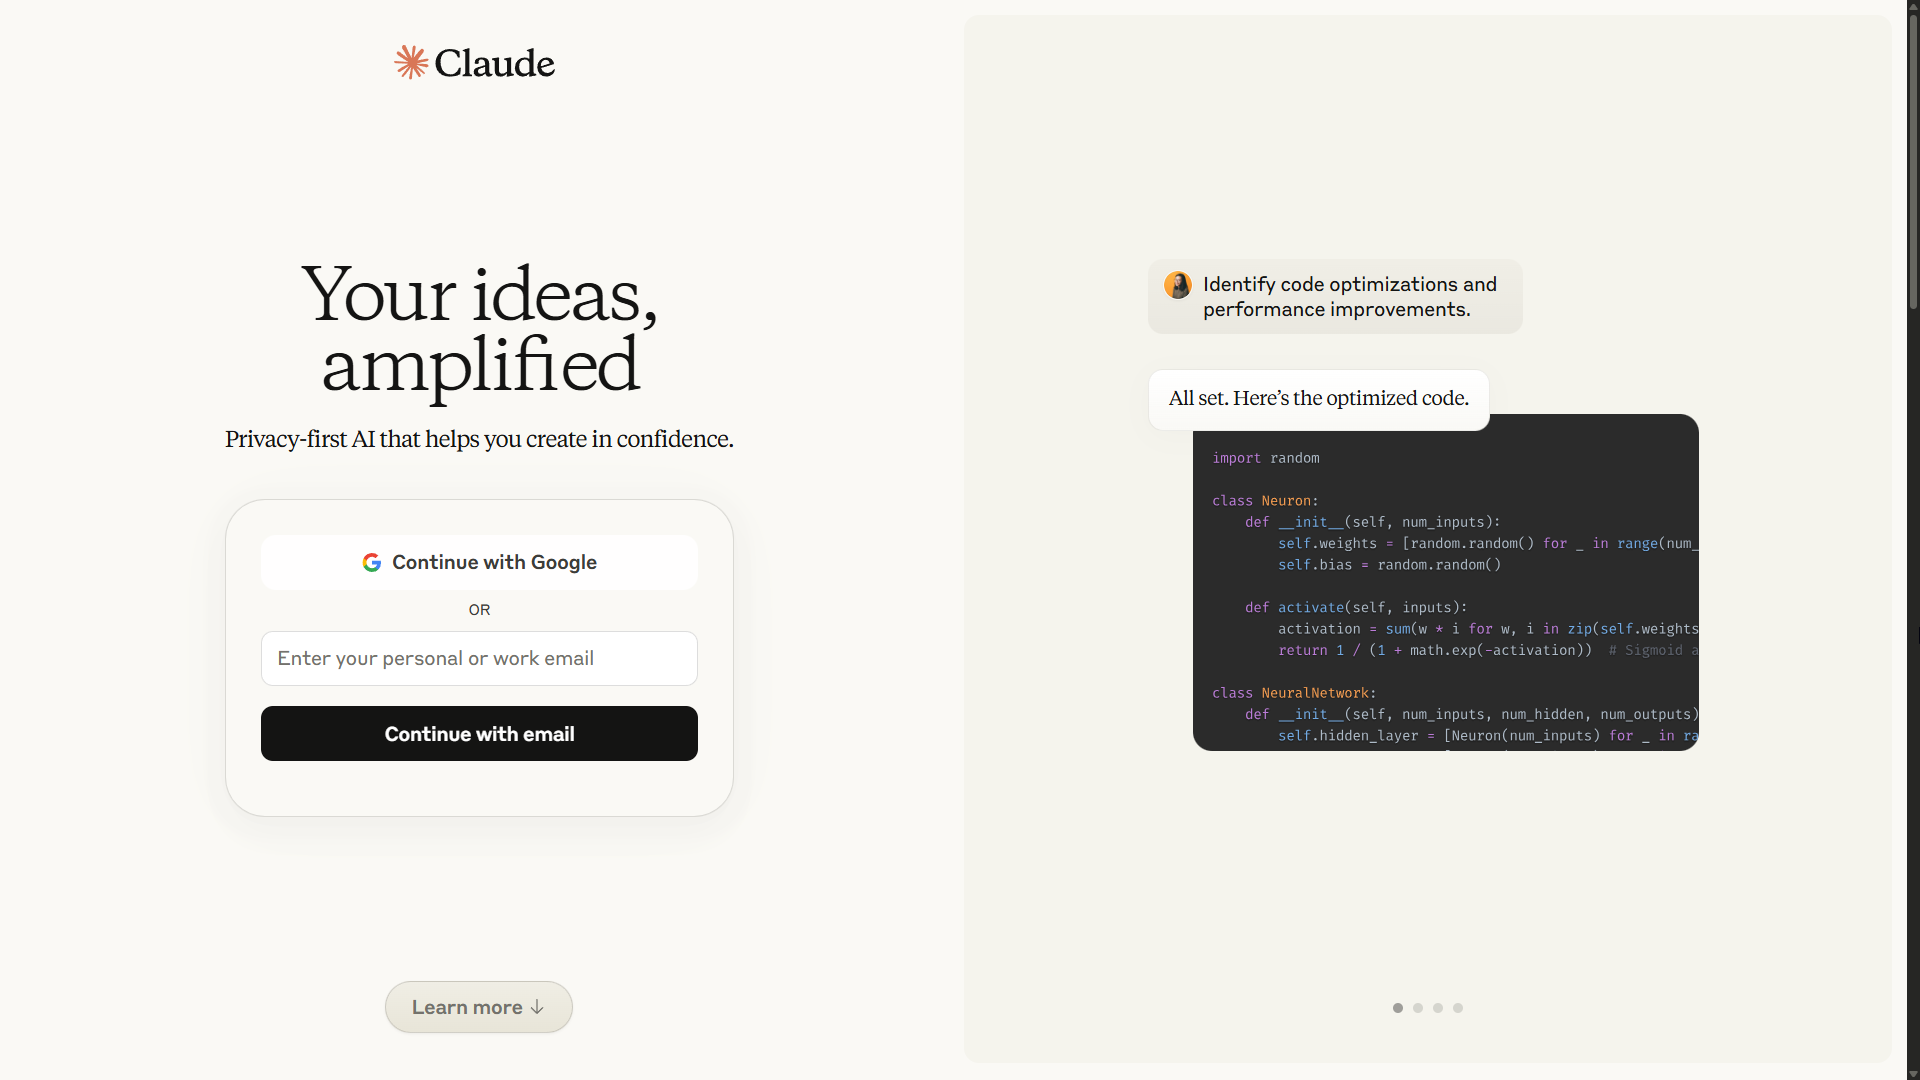 Claude
Your ideas,
amplified
Privacy-first AI that helps you create in confidence.
Continue with Google
OR
Enter your personal or work email
Continue with email
Learn more ↓
Identify code optimizations and
performance improvements.
All set. Here’s the optimized code.
import random
class Neuron:
    def __init__(self, num_inputs):
        self.weights = [random.random() for _ in range(num_
        self.bias = random.random()
    def activate(self, inputs):
        activation = sum(w * i for w, i in zip(self.weights
        return 1 / (1 + math.exp(-activation))  # Sigmoid a
class NeuralNetwork:
    def __init__(self, num_inputs, num_hidden, num_outputs)
        self.hidden_layer = [Neuron(num_inputs) for _ in ra